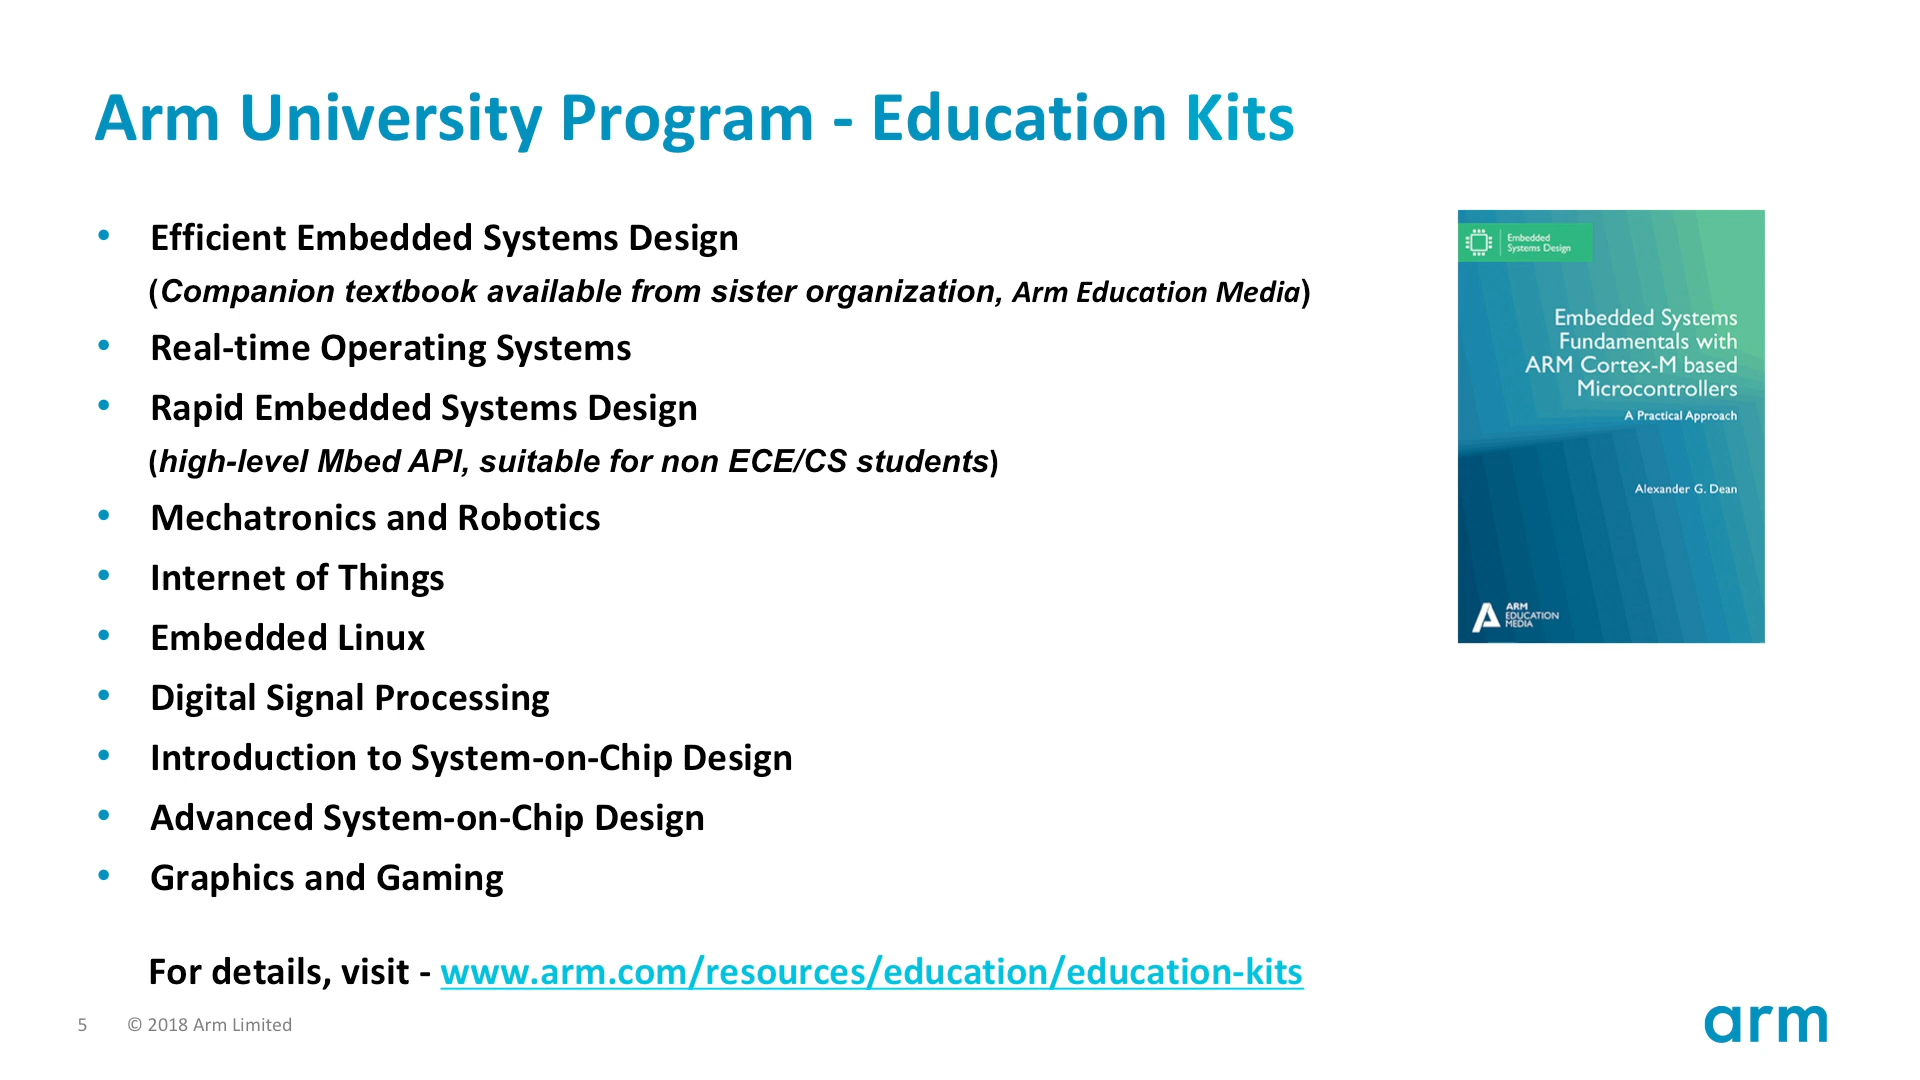 Arm University Program - Education Kits
• Efficient Embedded Systems Design
(Companion textbook available from sister organization, Arm Education Media)
• Real-time Operating Systems
• Rapid Embedded Systems Design
(high-level Mbed API, suitable for non ECE/CS students)
• Mechatronics and Robotics
• Internet of Things
• Embedded Linux
• Digital Signal Processing
• Introduction to System-on-Chip Design
• Advanced System-on-Chip Design
• Graphics and Gaming
For details, visit - www.arm.com/resources/education/education-kits
Embedded
Systems Design
Embedded Systems
Fundamentals with
ARM Cortex-M based
Microcontrollers
A Practical Approach
Alexander G. Dean
ARM
EDUCATION
MEDIA
5 © 2018 Arm Limited
arm